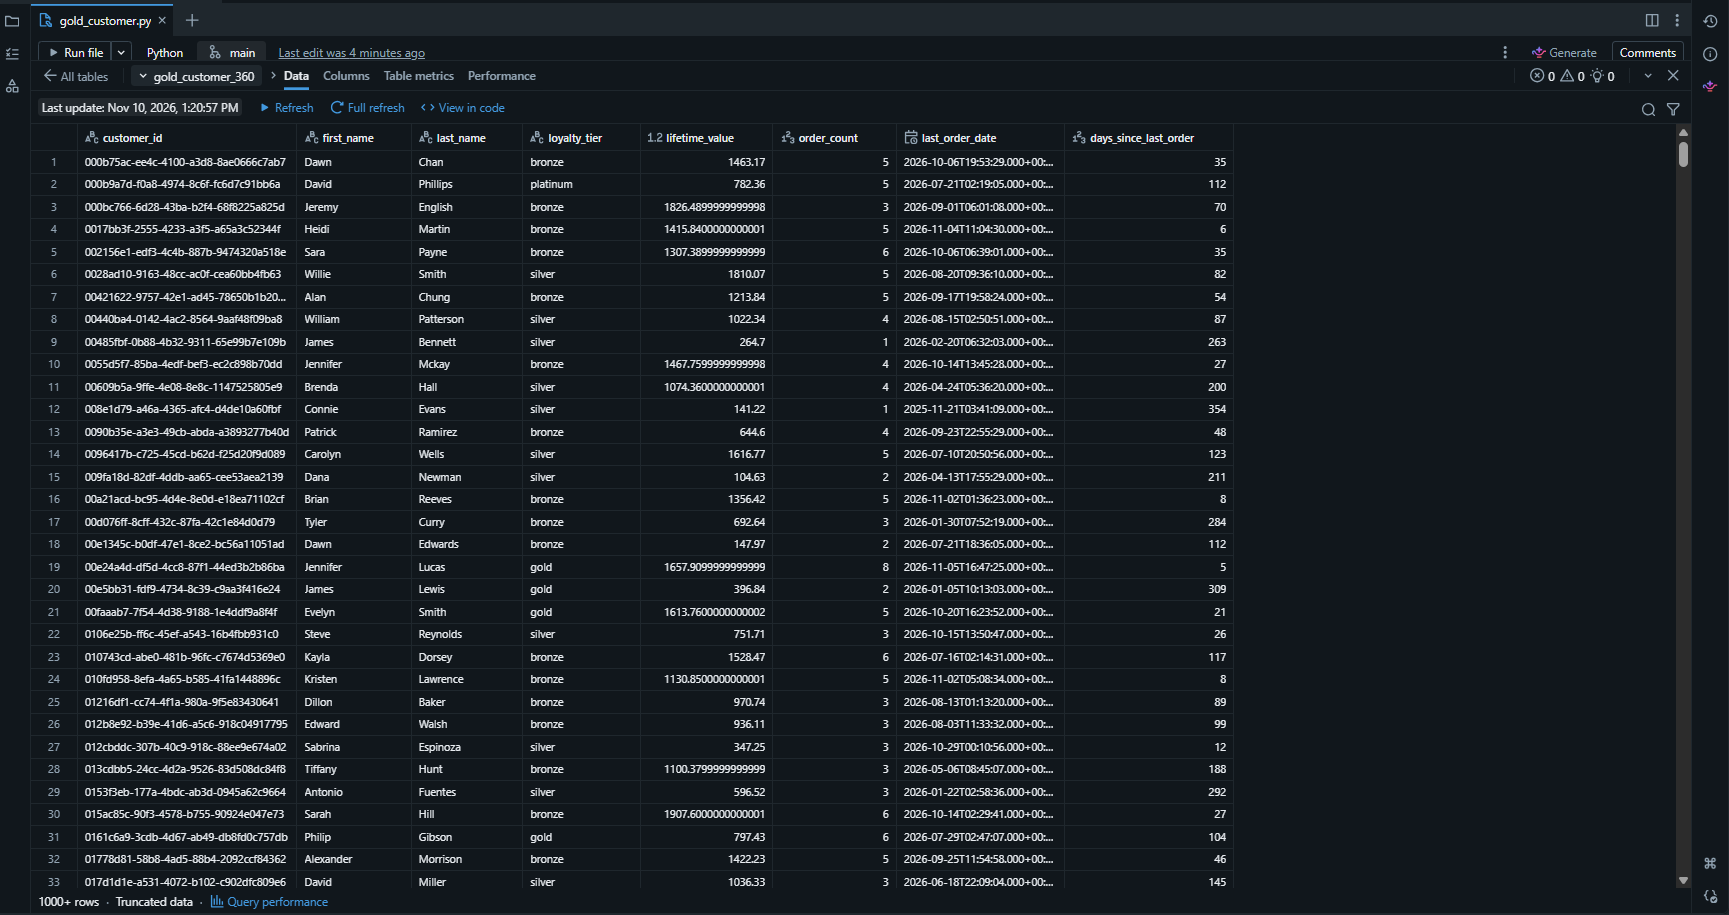 gold_customer.py
Run file Python main Last edit was 4 minutes ago Generate Comments
All tables gold_customer_360 Data Columns Table metrics Performance 0 0 0
Last update: Nov 10, 2026, 1:20:57 PM Refresh Full refresh View in code
customer_id first_name last_name loyalty_tier 1.2 lifetime_value order_count last_order_date days_since_last_order
1 000b75ac-ee4c-4100-a3d8-8ae0666c7ab7 Dawn Chan bronze 1463.17 5 2026-10-06T19:53:29.000+00:... 35
2 000b9a7d-f0a8-4974-8c6f-fc6d7c91bb6a David Phillips platinum 782.36 5 2026-07-21T02:19:05.000+00:... 112
3 000bc766-6d28-43ba-b2f4-68f8225a825d Jeremy English bronze 1826.4899999999998 3 2026-09-01T06:01:08.000+00:... 70
4 0017bb3f-2555-4233-a3f5-a65a3c52344f Heidi Martin bronze 1415.8400000000001 5 2026-11-04T11:04:30.000+00:... 6
5 002156e1-edf3-4c4b-887b-9474320a518e Sara Payne bronze 1307.3899999999999 6 2026-10-06T06:39:01.000+00:... 35
6 0028ad10-9163-48cc-ac0f-cea60bb4fb63 Willie Smith silver 1810.07 5 2026-08-20T09:36:10.000+00:... 82
7 00421622-9757-42e1-ad45-78650b1b20... Alan Chung bronze 1213.84 5 2026-09-17T19:58:24.000+00:... 54
8 00440ba4-0142-4ac2-8564-9aaf48f09ba8 William Patterson silver 1022.34 4 2026-08-15T02:50:51.000+00:... 87
9 00485fbf-0b88-4b32-9311-65e99b7e109b James Bennett silver 264.7 1 2026-02-20T06:32:03.000+00:... 263
10 0055d5f7-85ba-4edf-bef3-ec2c898b70dd Jennifer Mckay bronze 1467.7599999999998 4 2026-10-14T13:45:28.000+00:... 27
11 00609b5a-9ffe-4e08-8e8c-1147525805e9 Brenda Hall silver 1074.3600000000001 4 2026-04-24T05:36:20.000+00:... 200
12 008e1d79-a46a-4365-afc4-d4de10a60fbf Connie Evans silver 141.22 1 2025-11-21T03:41:09.000+00:... 354
13 0090b35e-a3e3-49cb-abda-a3893277b40d Patrick Ramirez bronze 644.6 4 2026-09-23T22:55:29.000+00:... 48
14 0096417b-c725-45cd-b62d-f25d20f9d089 Carolyn Wells silver 1616.77 5 2026-07-10T20:50:56.000+00:... 123
15 009fa18d-82df-4ddb-aa65-cee53aea2139 Dana Newman silver 104.63 2 2026-04-13T17:55:29.000+00:... 211
16 00a21acd-bc95-4d4e-8e0d-e18ea71102cf Brian Reeves bronze 1356.42 5 2026-11-02T01:36:23.000+00:... 8
17 00d076ff-8cff-432c-87fa-42c1e84d0d79 Tyler Curry bronze 692.64 3 2026-01-30T07:52:19.000+00:... 284
18 00e1345c-b0df-47e1-8ce2-bc56a11051ad Dawn Edwards bronze 147.97 2 2026-07-21T18:36:05.000+00:... 112
19 00e24a4d-df5d-4cc8-87f1-44ed3b2b86ba Jennifer Lucas gold 1657.9099999999999 8 2026-11-05T16:47:25.000+00:... 5
20 00e5bb31-fdf9-4734-8c39-c9aa3f416e24 James Lewis gold 396.84 2 2026-01-05T10:13:03.000+00:... 309
21 00faaab7-7f54-4d38-9188-1e4ddf9a8f4f Evelyn Smith gold 1613.7600000000002 5 2026-10-20T16:23:52.000+00:... 21
22 0106e25b-ff6c-45ef-a543-16b4fbb931c0 Steve Reynolds silver 751.71 3 2026-10-15T13:50:47.000+00:... 26
23 010743cd-abe0-481b-96fc-c7674d5369e0 Kayla Dorsey bronze 1528.47 6 2026-07-16T02:14:31.000+00:... 117
24 010fd958-8efa-4a65-b585-41fa1448896c Kristen Lawrence bronze 1130.8500000000001 5 2026-11-02T05:08:34.000+00:... 8
25 01216df1-cc74-4f1a-980a-9f5e83430641 Dillon Baker bronze 970.74 3 2026-08-13T01:13:20.000+00:... 89
26 012b8e92-b39e-41d6-a5c6-918c04917795 Edward Walsh bronze 936.11 3 2026-08-03T11:33:32.000+00:... 99
27 012cbddc-307b-40c9-918c-88ee9e674a02 Sabrina Espinoza silver 347.25 3 2026-10-29T00:10:56.000+00:... 12
28 013cdbb5-24cc-4d2a-9526-83d508dc84f8 Tiffany Hunt bronze 1100.3799999999999 3 2026-05-06T08:45:07.000+00:... 188
29 0153f3eb-177a-4bdc-ab3d-0945a62c9664 Antonio Fuentes silver 596.52 3 2026-01-22T02:58:36.000+00:... 292
30 015ac85c-90f3-4578-b755-90924e047e73 Sarah Hill bronze 1907.6000000000001 6 2026-10-14T02:29:41.000+00:... 27
31 0161c6a9-3cdb-4d67-ab49-db8fd0c757db Philip Gibson gold 797.43 6 2026-07-29T02:47:07.000+00:... 104
32 01778d81-58b8-4ad5-88b4-2092ccf84362 Alexander Morrison bronze 1422.23 5 2026-09-25T11:54:58.000+00:... 46
33 017d1d1e-a531-4072-b102-c902dfc809e6 David Miller silver 1036.33 3 2026-06-18T22:09:04.000+00:... 145
1000+ rows · Truncated data · Query performance